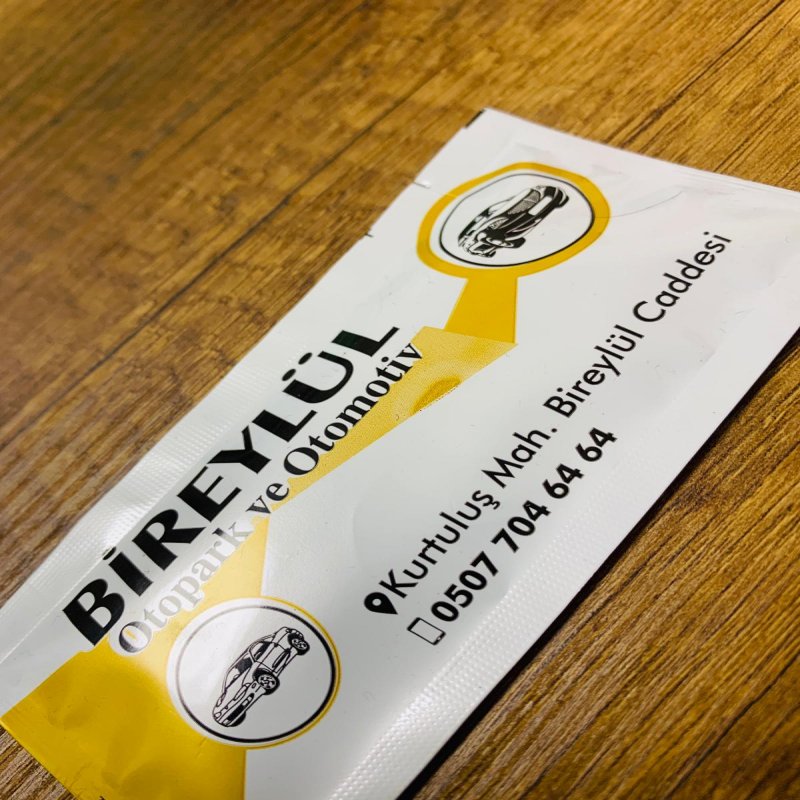 BİREYLÜL
Otopark ve Otomotiv
Kurtuluş Mah. Bireylül Caddesi
0507 704 64 64